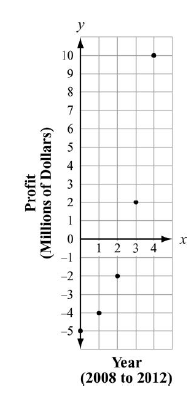 y
10
9
8
7
6
5
4
3
2
1
0
1 2 3 4
x
–1
–2
–3
–4
–5
Profit
(Millions of Dollars)
Year
(2008 to 2012)